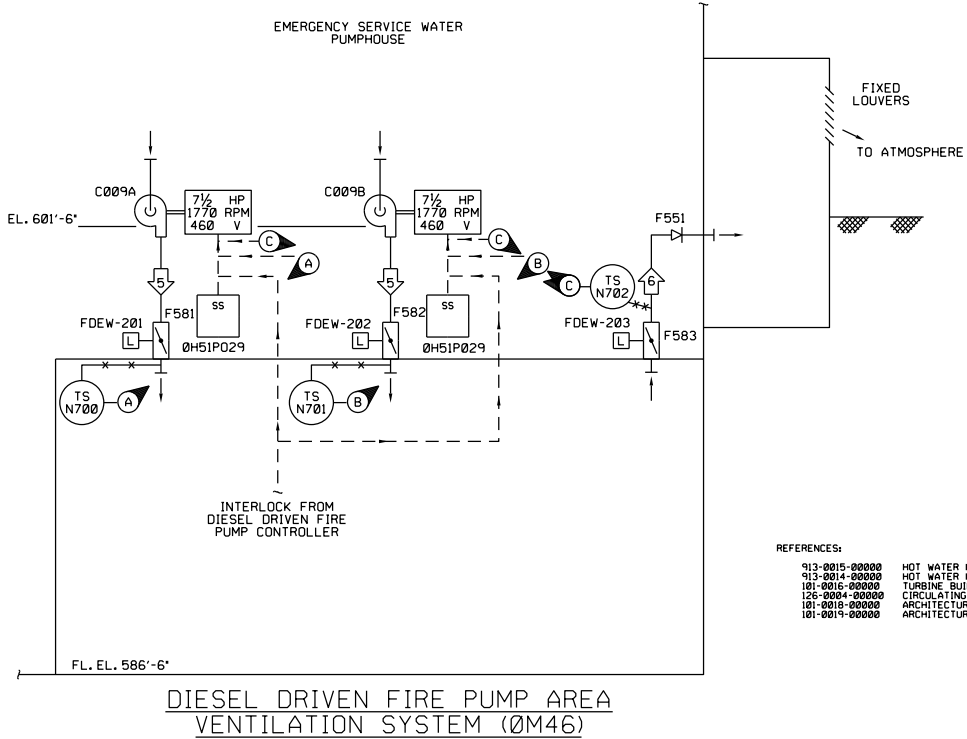 EMERGENCY SERVICE WATER
PUMPHOUSE
FIXED
LOUVERS
TO ATMOSPHERE
C009A
7½ HP
1770 RPM
460 V
C009B
7½ HP
1770 RPM
460 V
EL. 601'-6"
F551
C
A
C
B
C
TS
N702
5
5
6
F581
SS
F582
SS
FDEW-201
L
0H51P029
FDEW-202
L
0H51P029
FDEW-203
L
F583
TS
N700
A
TS
N701
B
INTERLOCK FROM
DIESEL DRIVEN FIRE
PUMP CONTROLLER
REFERENCES:
913-0015-00000 HOT WATER
913-0014-00000 HOT WATER
101-0016-00000 TURBINE BUI
126-0004-00000 CIRCULATING
101-0018-00000 ARCHITECTUR
101-0019-00000 ARCHITECTUR
FL. EL. 586'-6"
DIESEL DRIVEN FIRE PUMP AREA
VENTILATION SYSTEM (0M46)